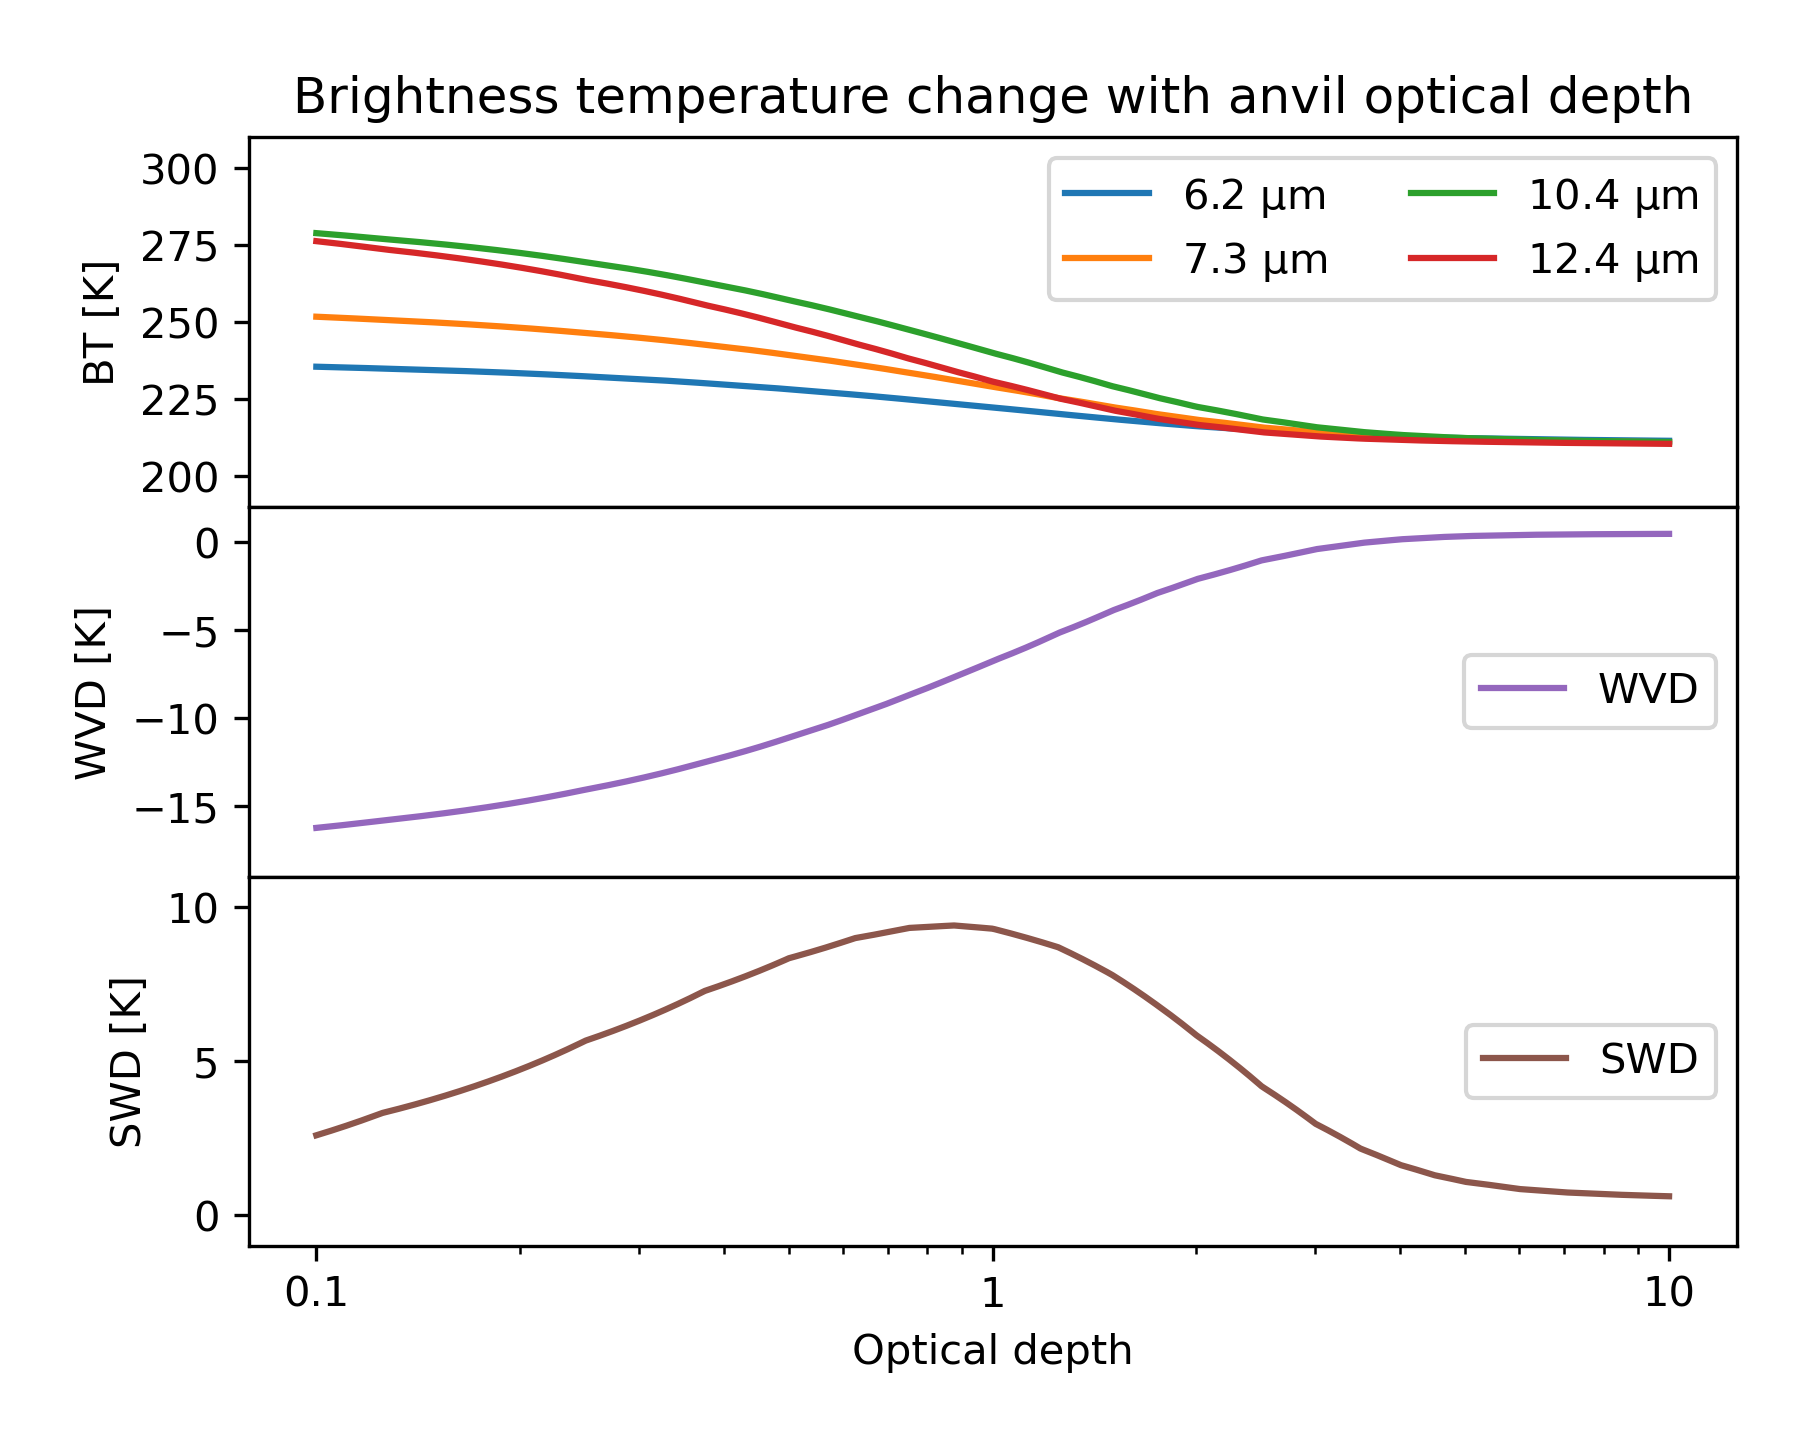 Brightness temperature change with anvil optical depth
BT [K]
300
275
250
225
200
6.2 µm
7.3 µm
10.4 µm
12.4 µm
WVD [K]
0
−5
−10
−15
WVD
SWD [K]
10
5
0
SWD
0.1
1
10
Optical depth